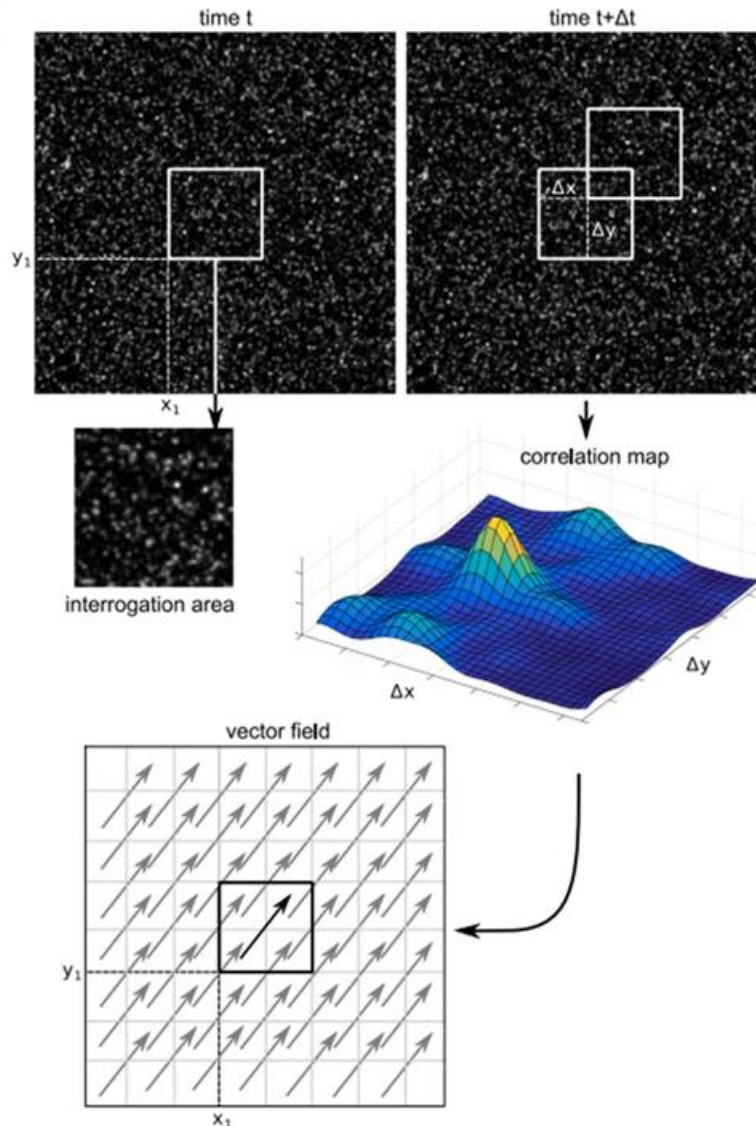 time t
time t+Δt
Δx
Δy
y₁
x₁
correlation map
interrogation area
Δx
Δy
vector field
y₁
x₁